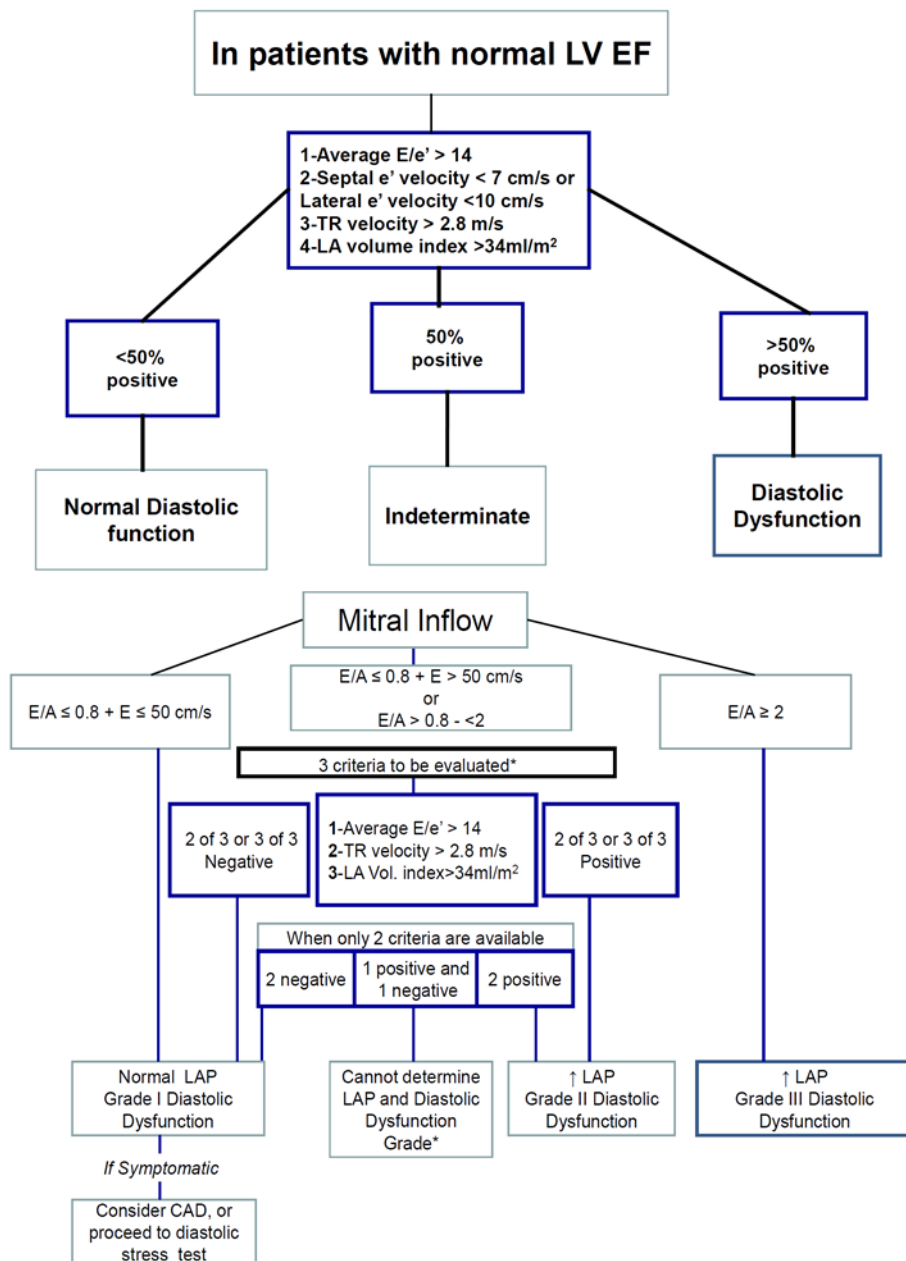 In patients with normal LV EF
1-Average E/e’ > 14
2-Septal e’ velocity < 7 cm/s or
Lateral e’ velocity <10 cm/s
3-TR velocity > 2.8 m/s
4-LA volume index >34ml/m²
<50%
positive
50%
positive
>50%
positive
Normal Diastolic
function
Indeterminate
Diastolic
Dysfunction
Mitral Inflow
E/A ≤ 0.8 + E ≤ 50 cm/s
E/A ≤ 0.8 + E > 50 cm/s
or
E/A > 0.8 - <2
E/A ≥ 2
3 criteria to be evaluated*
2 of 3 or 3 of 3
Negative
1-Average E/e’ > 14
2-TR velocity > 2.8 m/s
3-LA Vol. index>34ml/m²
2 of 3 or 3 of 3
Positive
When only 2 criteria are available
2 negative
1 positive and
1 negative
2 positive
Normal LAP
Grade I Diastolic
Dysfunction
Cannot determine
LAP and Diastolic
Dysfunction
Grade*
↑ LAP
Grade II Diastolic
Dysfunction
↑ LAP
Grade III Diastolic
Dysfunction
If Symptomatic
Consider CAD, or
proceed to diastolic
stress test